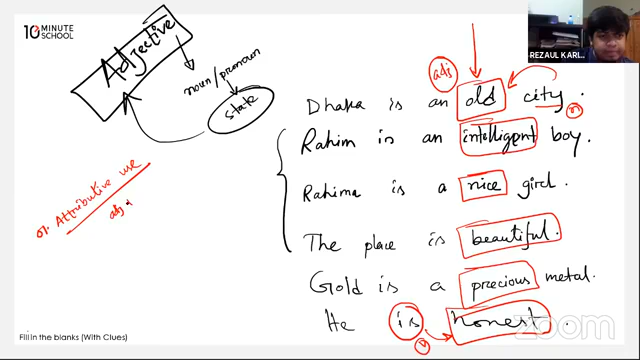 10 MINUTE SCHOOL
REZAUL KARI...
Adjective
noun/pronoun
state
01. Attributive use
adj
adj
Dhaka is an old city
n
Rahim is an intelligent boy.
Rahima is a nice girl.
The place is beautiful.
Gold is a precious metal.
He is honest.
v
zoom
Fill in the blanks (With Clues)